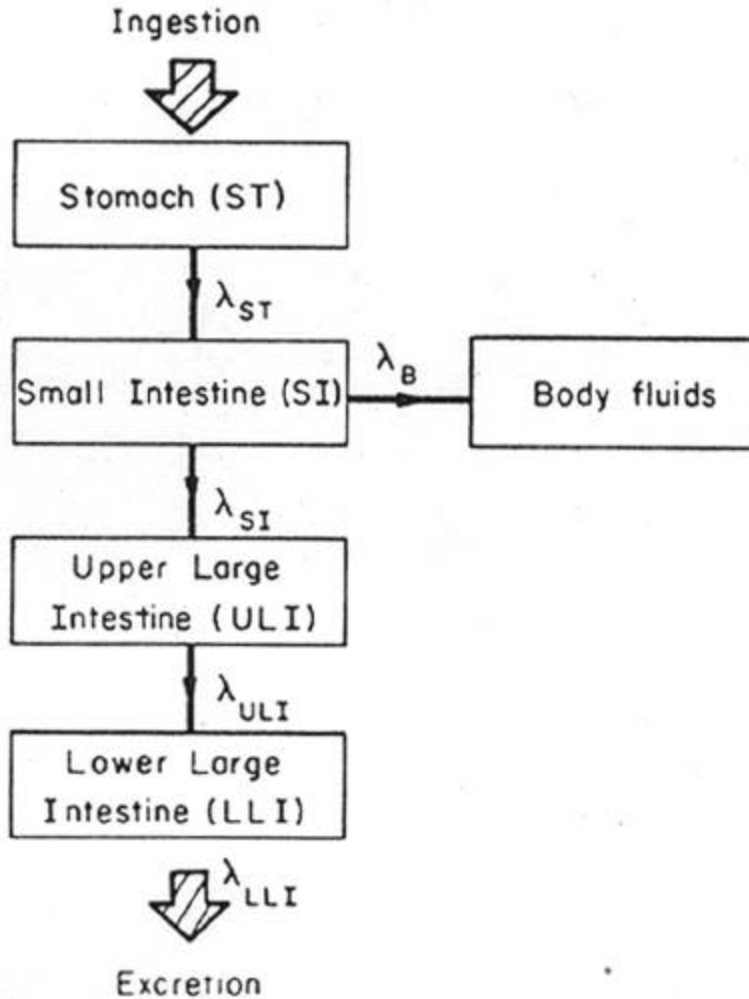 Ingestion
Stomach (ST)
λST
Small Intestine (SI)
λB
Body fluids
λSI
Upper Large
Intestine (ULI)
λULI
Lower Large
Intestine (LLI)
λLLI
Excretion